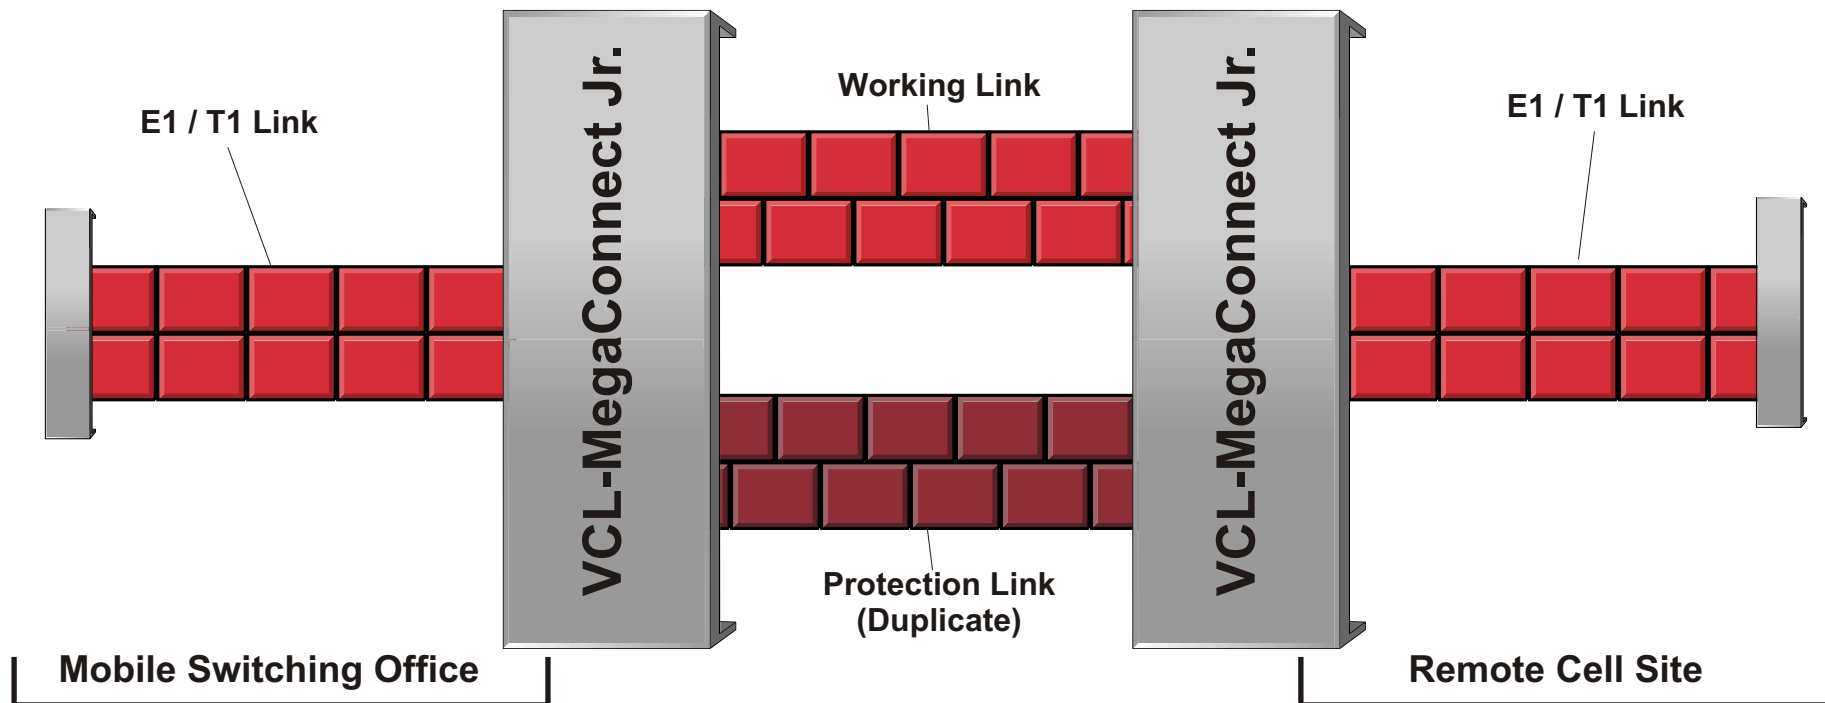 E1 / T1 Link
VCL-MegaConnect Jr.
Working Link
Protection Link
(Duplicate)
VCL-MegaConnect Jr.
E1 / T1 Link
Mobile Switching Office
Remote Cell Site